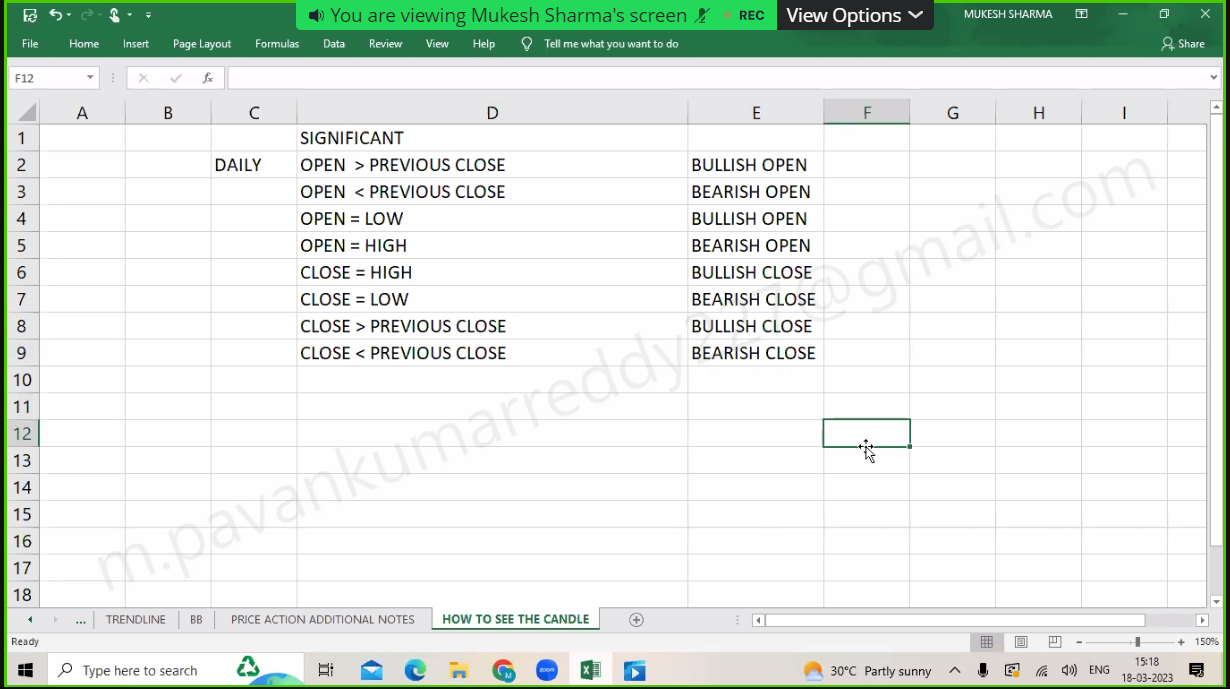 You are viewing Mukesh Sharma's screen REC View Options MUKESH SHARMA
File Home Insert Page Layout Formulas Data Review View Help Tell me what you want to do Share
F12 fx
A B C D E F G H I
1 SIGNIFICANT
2 DAILY OPEN > PREVIOUS CLOSE BULLISH OPEN
3 OPEN < PREVIOUS CLOSE BEARISH OPEN
4 OPEN = LOW BULLISH OPEN
5 OPEN = HIGH BEARISH OPEN
6 CLOSE = HIGH BULLISH CLOSE
7 CLOSE = LOW BEARISH CLOSE
8 CLOSE > PREVIOUS CLOSE BULLISH CLOSE
9 CLOSE < PREVIOUS CLOSE BEARISH CLOSE
10
11
12
13
14
15
16
17
18
m.pavankumarreddy227@gmail.com
... TRENDLINE BB PRICE ACTION ADDITIONAL NOTES HOW TO SEE THE CANDLE
Ready 150%
Type here to search zoom 30°C Partly sunny ENG 15:18
18-03-2023